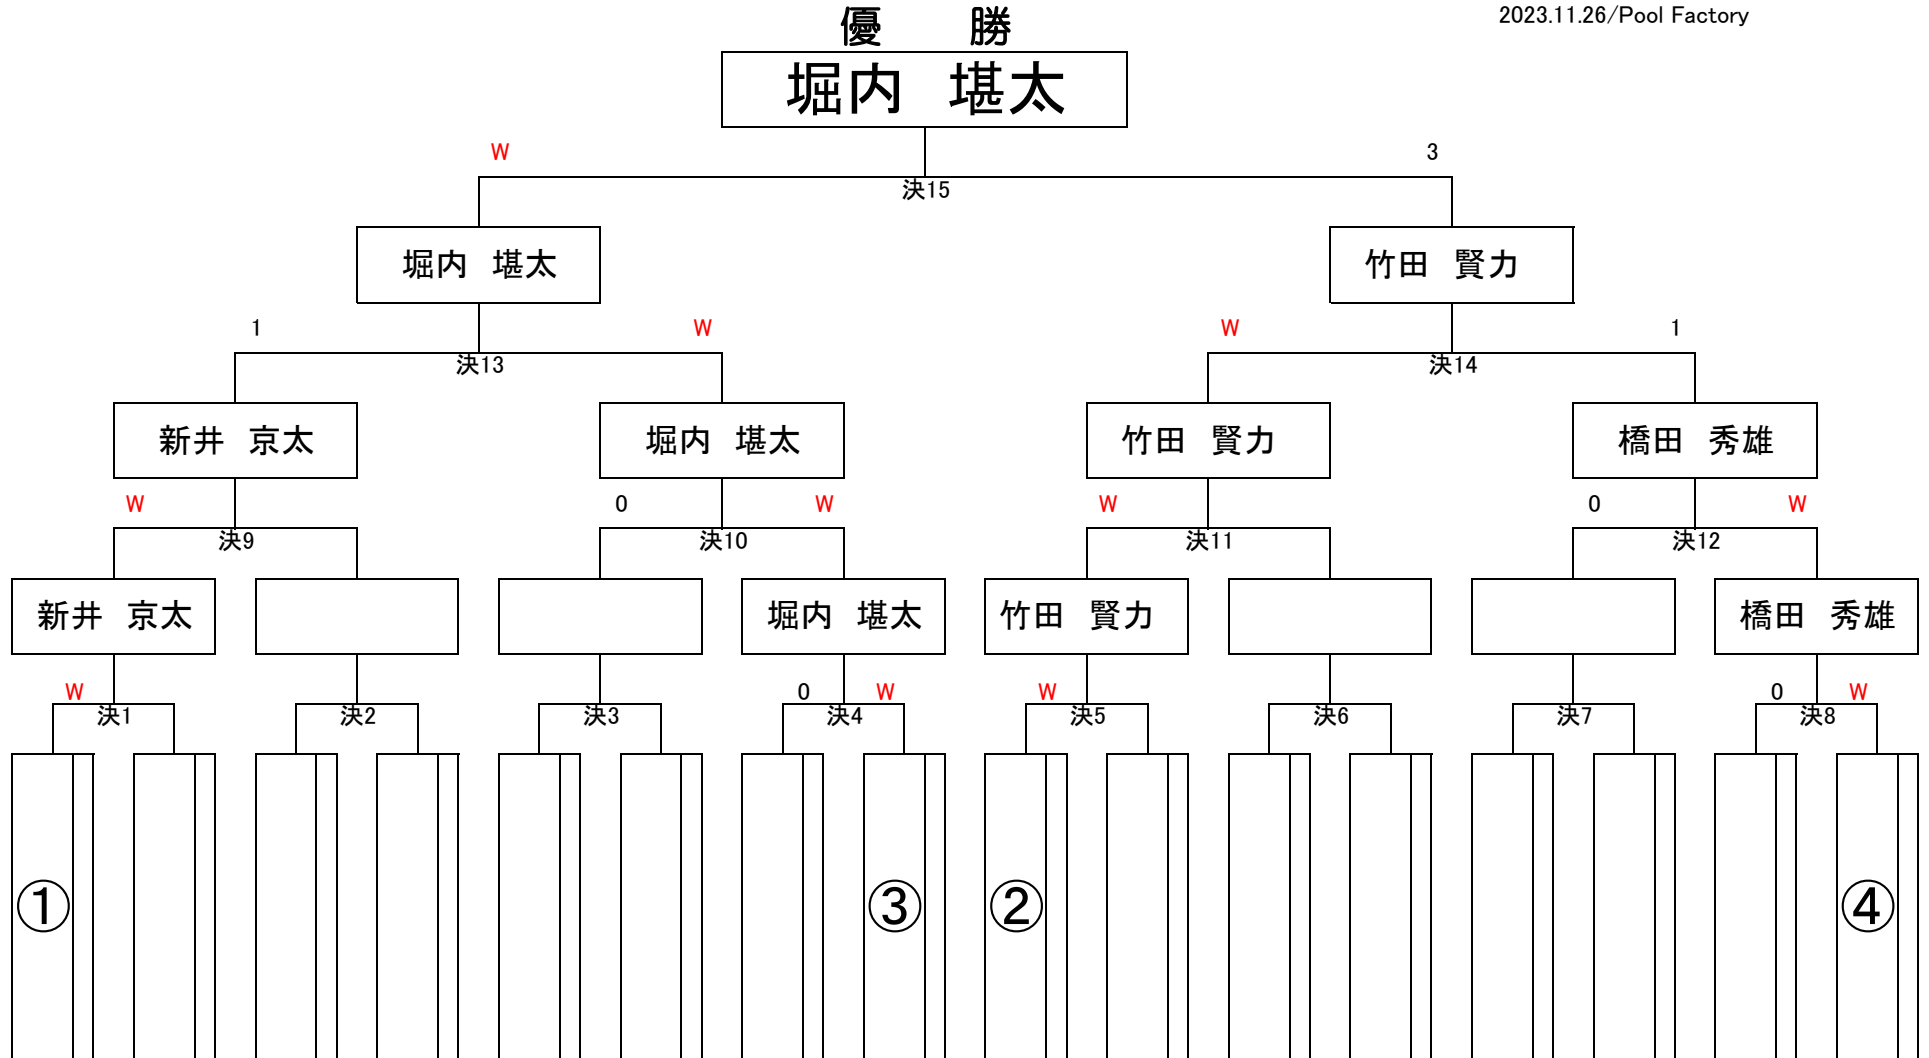 2023.11.26/Pool Factory
優　勝
堀内　堪太
W 3
決15
堀内　堪太 竹田　賢力
1 W W 1
決13 決14
新井　京太 堀内　堪太 竹田　賢力 橋田　秀雄
W 0 W W 0 W
決9 決10 決11 決12
新井　京太 堀内　堪太 竹田　賢力 橋田　秀雄
W 0 W W 0 W
決1 決2 決3 決4 決5 決6 決7 決8
① ③ ② ④